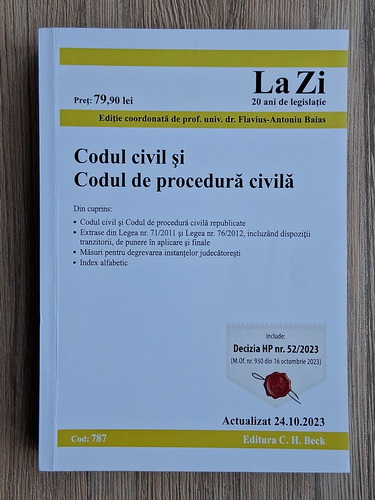 La Zi
Preț: 79,90 lei
20 ani de legislație
Ediție coordonată de prof. univ. dr. Flavius-Antoniu Baias
Codul civil și
Codul de procedură civilă
Din cuprins:
• Codul civil și Codul de procedură civilă republicate
• Extrase din Legea nr. 71/2011 și Legea nr. 76/2012, incluzând dispoziții
tranzitorii, de punere în aplicare și finale
• Măsuri pentru degrevarea instanțelor judecătorești
• Index alfabetic
include:
Decizia HP nr. 52/2023
(M.Of. nr. 930 din 16 octombrie 2023)
Actualizat 24.10.2023
Cod: 787
Editura C. H. Beck